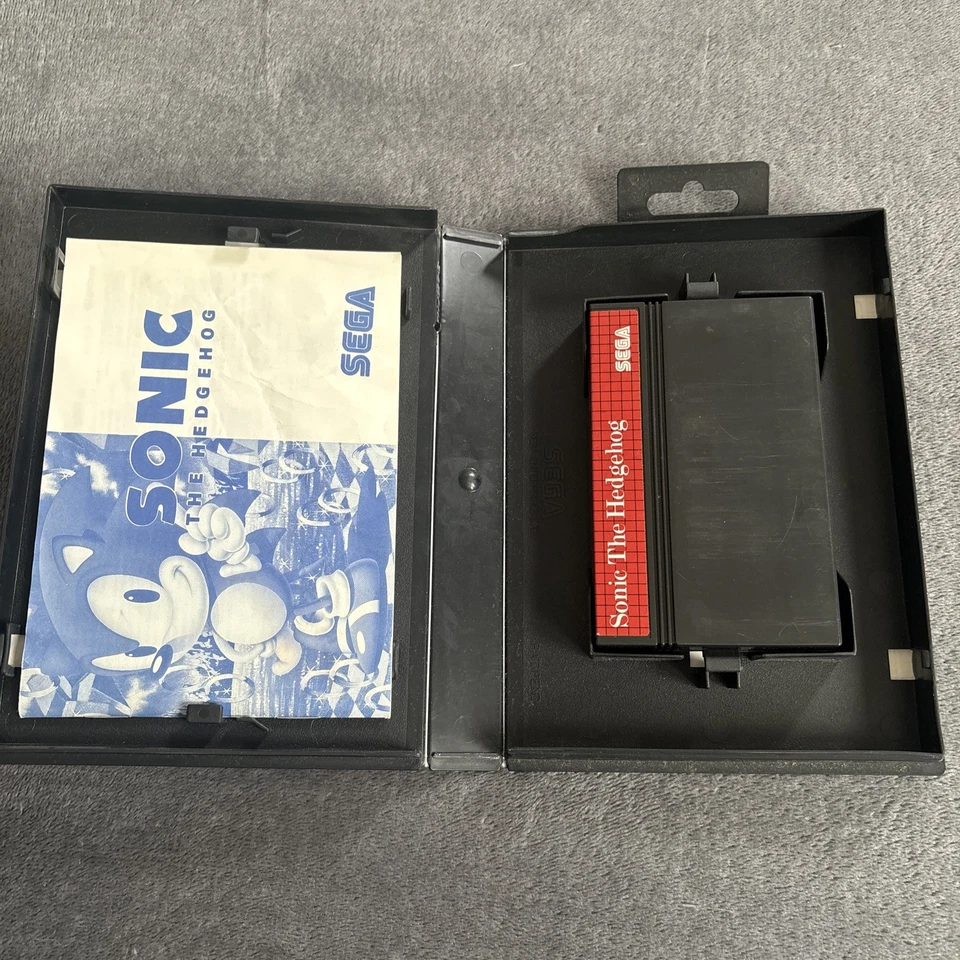 SONIC
THE HEDGEHOG
SEGA
SEGA
Sonic The Hedgehog
SEGA